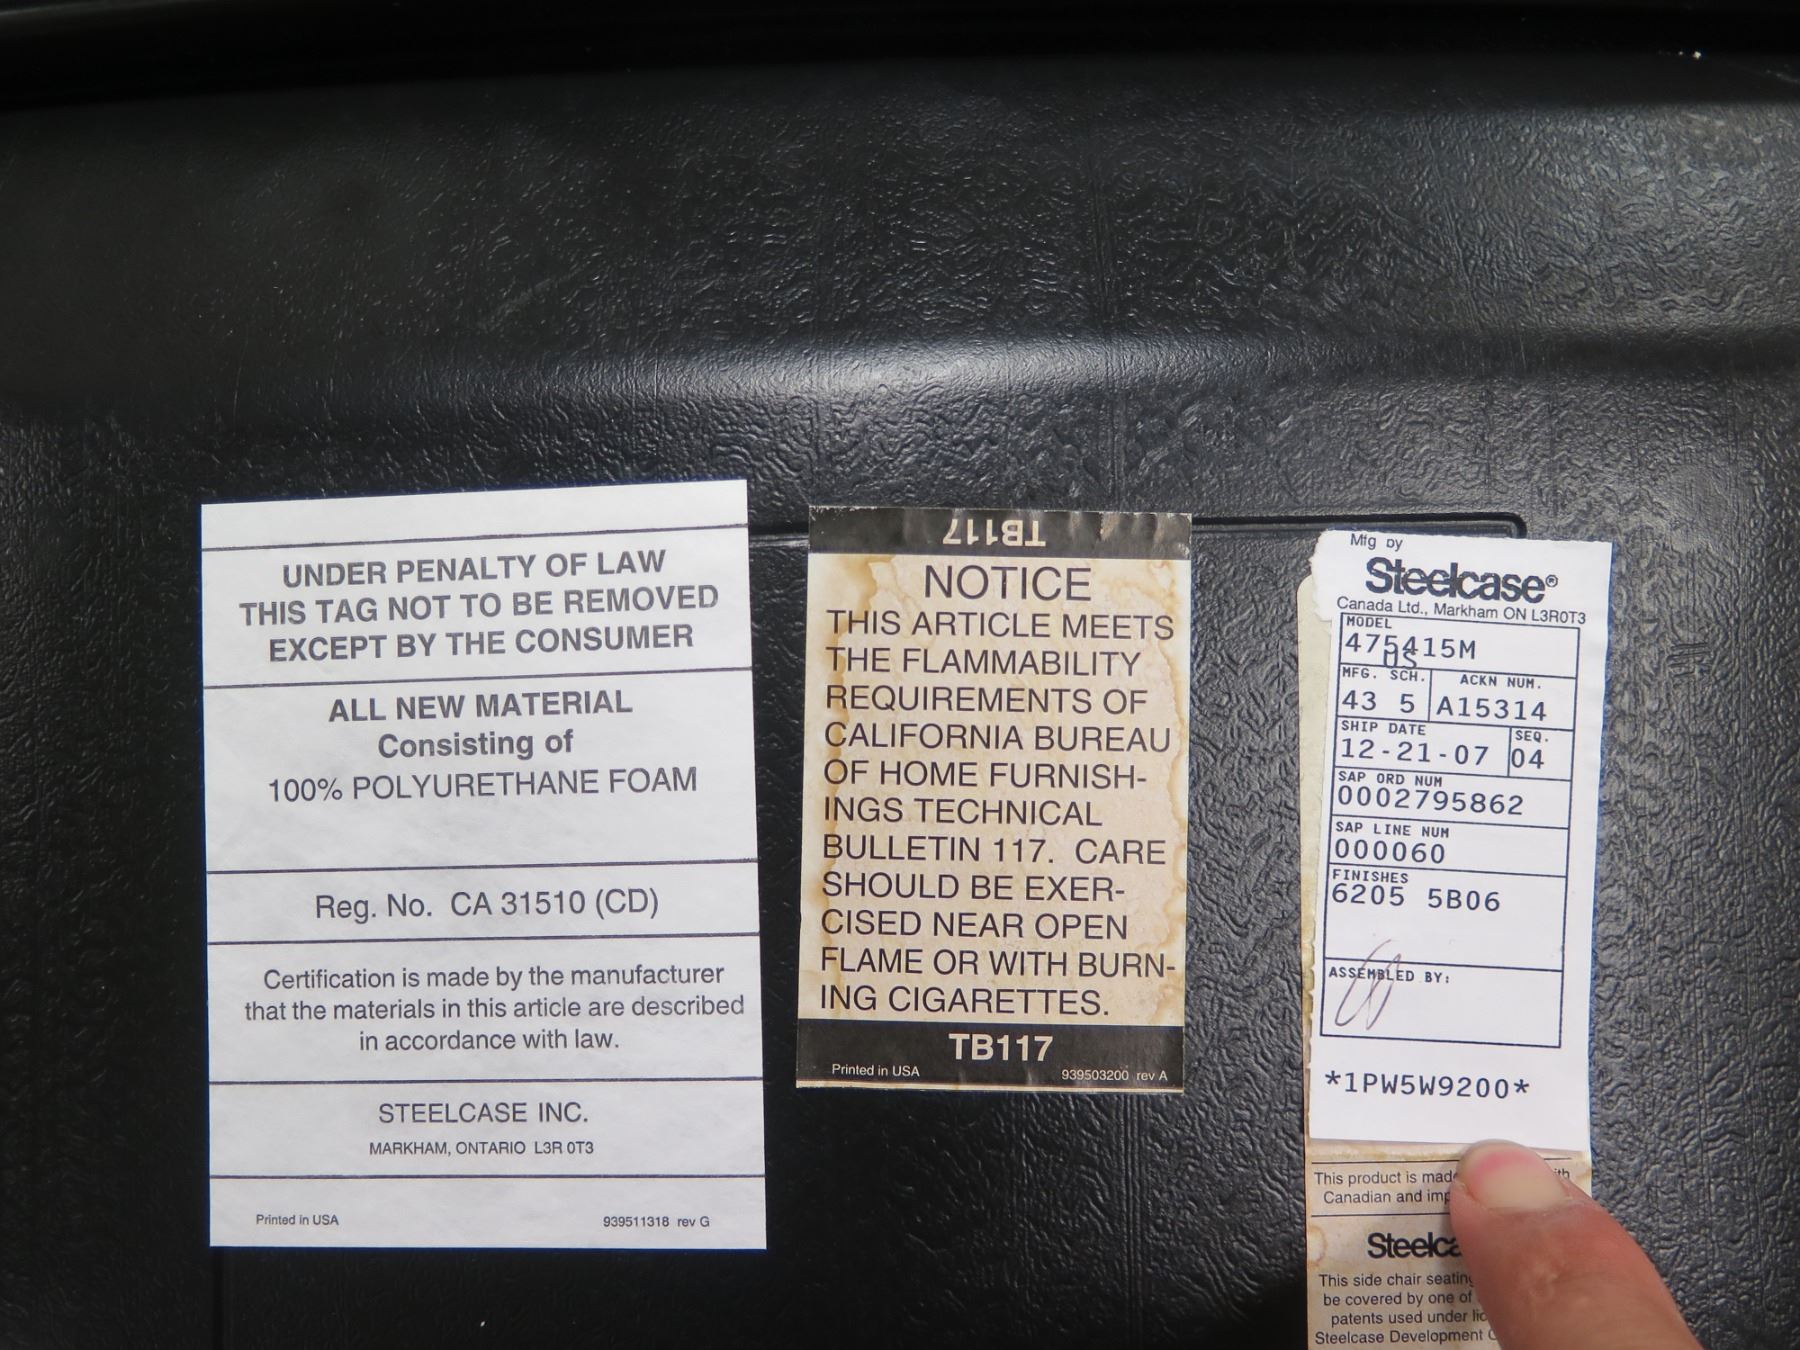 UNDER PENALTY OF LAW
THIS TAG NOT TO BE REMOVED
EXCEPT BY THE CONSUMER
ALL NEW MATERIAL
Consisting of
100% POLYURETHANE FOAM
Reg. No. CA 31510 (CD)
Certification is made by the manufacturer
that the materials in this article are described
in accordance with law.
STEELCASE INC.
MARKHAM, ONTARIO L3R 0T3
Printed in USA 939511318 rev G
TB117
NOTICE
THIS ARTICLE MEETS
THE FLAMMABILITY
REQUIREMENTS OF
CALIFORNIA BUREAU
OF HOME FURNISH-
INGS TECHNICAL
BULLETIN 117. CARE
SHOULD BE EXER-
CISED NEAR OPEN
FLAME OR WITH BURN-
ING CIGARETTES.
TB117
Printed in USA 939503200 rev A
Mfg by
Steelcase®
Canada Ltd., Markham ON L3R0T3
MODEL
475415M
US
MFG. SCH. ACKN NUM.
43 5 A15314
SHIP DATE SEQ.
12-21-07 04
SAP ORD NUM
0002795862
SAP LINE NUM
000060
FINISHES
6205 5B06
ASSEMBLED BY:
*1PW5W9200*
This product is made
Canadian and
This side chair seating
be covered by one of
patents used under
Steelcase Development